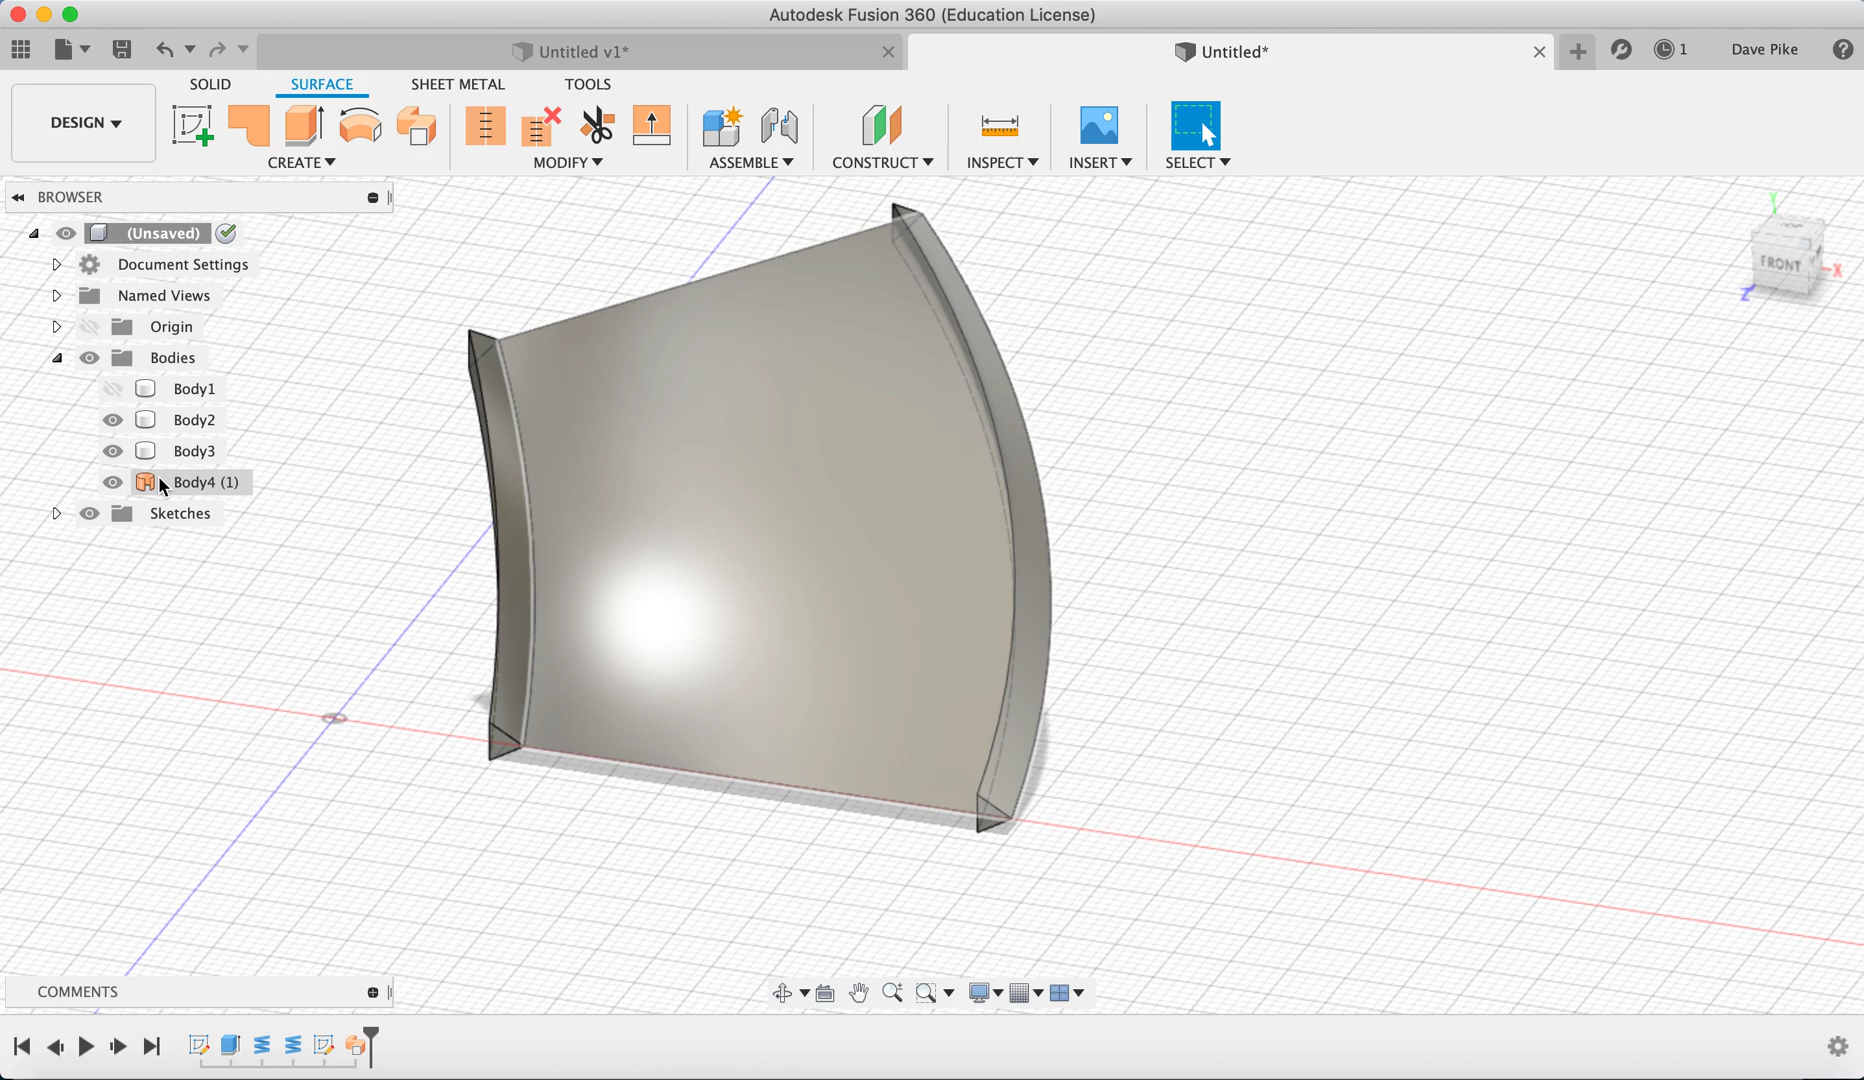 Autodesk Fusion 360 (Education License)
Untitled v1*
Untitled*
1
Dave Pike
SOLID
SURFACE
SHEET METAL
TOOLS
DESIGN
CREATE
MODIFY
ASSEMBLE
CONSTRUCT
INSPECT
INSERT
SELECT
BROWSER
(Unsaved)
Document Settings
Named Views
Origin
Bodies
Body1
Body2
Body3
Body4 (1)
Sketches
Y
FRONT
X
Z
COMMENTS